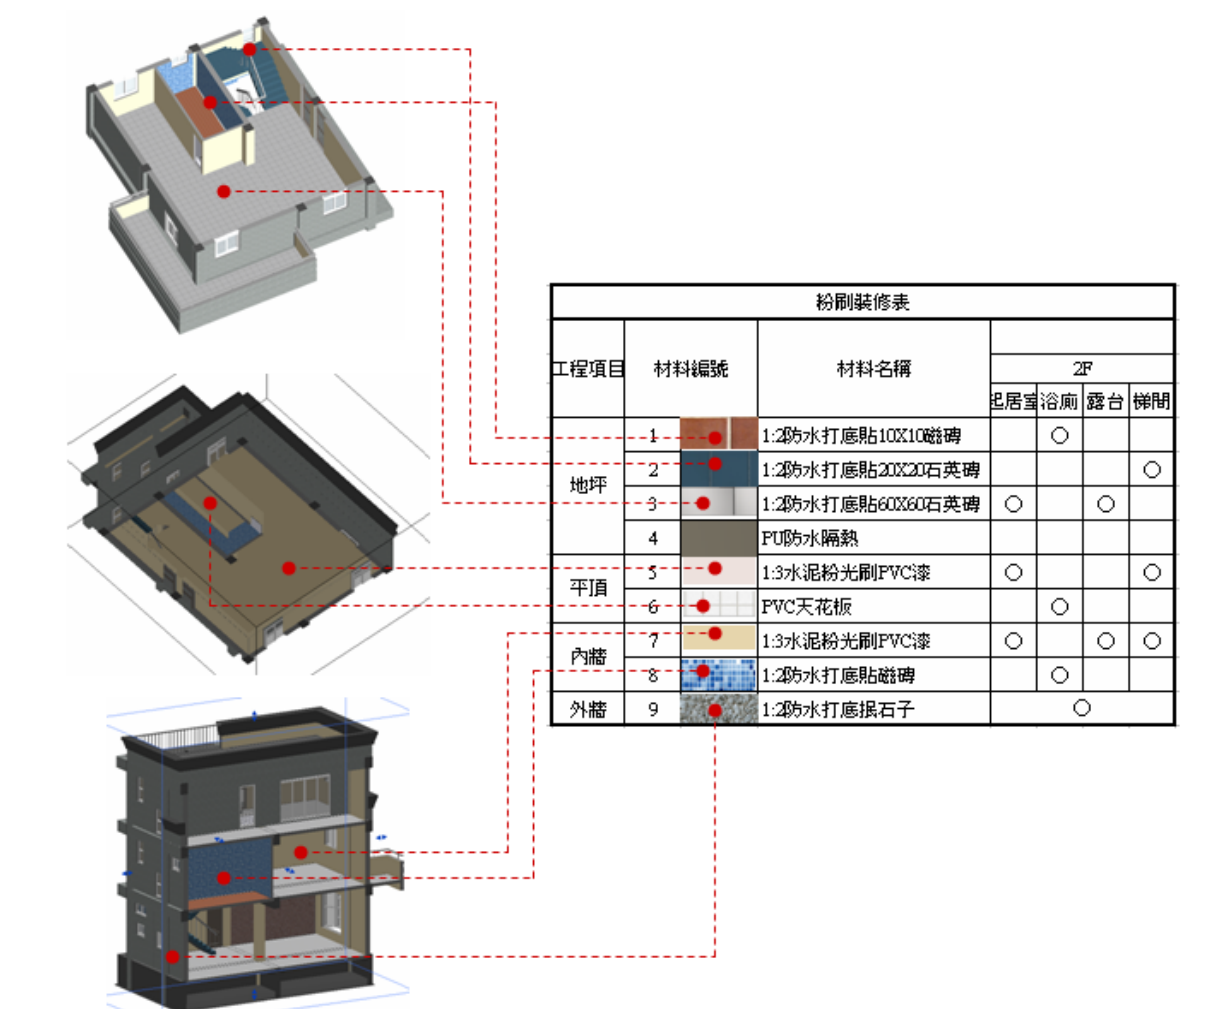 粉刷裝修表
工程項目 材料編號 材料名稱 2F
起居室 浴廁 露台 梯間
地坪 1 1:2防水打底貼10X10磁磚 ○
2 1:2防水打底貼20X20石英磚 ○
3 1:2防水打底貼60X60石英磚 ○ ○
4 PU防水隔熱
平頂 5 1:3水泥粉光刷PVC漆 ○ ○
6 PVC天花板 ○
內牆 7 1:3水泥粉光刷PVC漆 ○ ○ ○
8 1:2防水打底貼磁磚 ○
外牆 9 1:2防水打底抿石子 ○